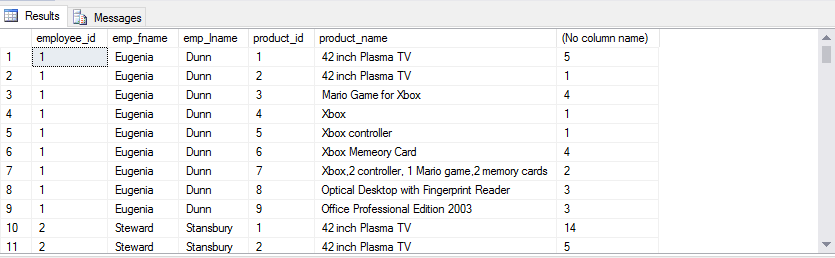 Results Messages
employee_id emp_fname emp_lname product_id product_name (No column name)
1 1 Eugenia Dunn 1 42 inch Plasma TV 5
2 1 Eugenia Dunn 2 42 inch Plasma TV 1
3 1 Eugenia Dunn 3 Mario Game for Xbox 4
4 1 Eugenia Dunn 4 Xbox 1
5 1 Eugenia Dunn 5 Xbox controller 1
6 1 Eugenia Dunn 6 Xbox Memeory Card 4
7 1 Eugenia Dunn 7 Xbox,2 controller, 1 Mario game,2 memory cards 2
8 1 Eugenia Dunn 8 Optical Desktop with Fingerprint Reader 3
9 1 Eugenia Dunn 9 Office Professional Edition 2003 3
10 2 Steward Stansbury 1 42 inch Plasma TV 14
11 2 Steward Stansbury 2 42 inch Plasma TV 5